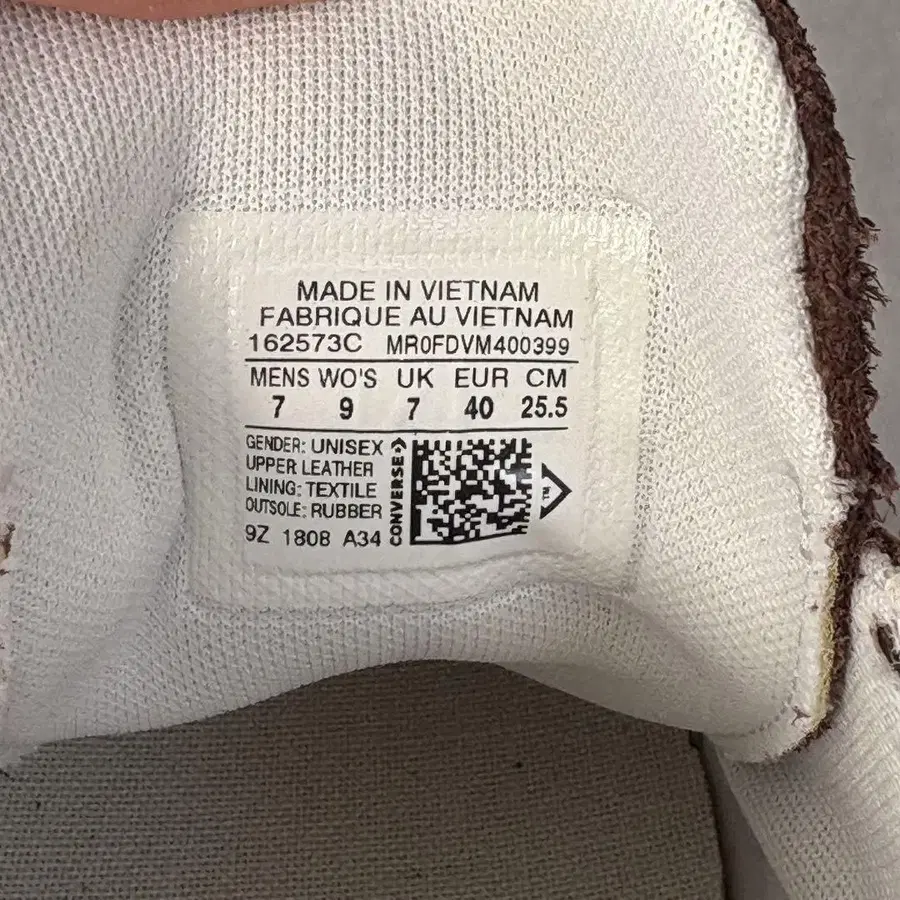 MADE IN VIETNAM
FABRIQUE AU VIETNAM
162573C MR0FDVM400399
MENS WO'S UK EUR CM
7 9 7 40 25.5
GENDER: UNISEX
UPPER LEATHER
LINING: TEXTILE
OUTSOLE: RUBBER
9Z 1808 A34
CONVERSE
TM